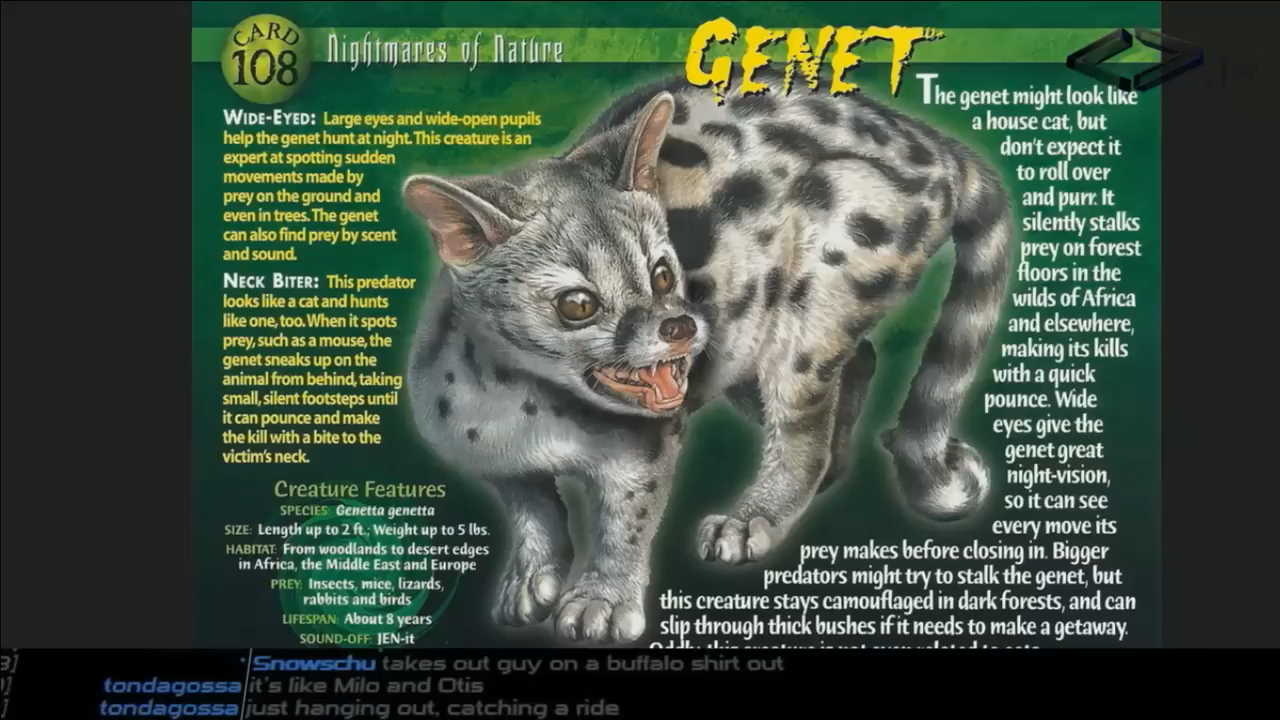 CARD
108
Nightmares of Nature
GENET™
WIDE-EYED: Large eyes and wide-open pupils
help the genet hunt at night. This creature is an
expert at spotting sudden
movements made by
prey on the ground and
even in trees. The genet
can also find prey by scent
and sound.
NECK BITER: This predator
looks like a cat and hunts
like one, too. When it spots
prey, such as a mouse, the
genet sneaks up on the
animal from behind, taking
small, silent footsteps until
it can pounce and make
the kill with a bite to the
victim's neck.
Creature Features
SPECIES: Genetta genetta
SIZE: Length up to 2 ft.; Weight up to 5 lbs.
HABITAT: From woodlands to desert edges
in Africa, the Middle East and Europe
PREY: Insects, mice, lizards,
rabbits and birds
LIFESPAN: About 8 years
SOUND-OFF: JEN-it
The genet might look like
a house cat, but
don't expect it
to roll over
and purr. It
silently stalks
prey on forest
floors in the
wilds of Africa
and elsewhere,
making its kills
with a quick
pounce. Wide
eyes give the
genet great
night-vision,
so it can see
every move its
prey makes before closing in. Bigger
predators might try to stalk the genet, but
this creature stays camouflaged in dark forests, and can
slip through thick bushes if it needs to make a getaway.
Oddly, this creature is not even related to cats.
Snowschu takes out guy on a buffalo shirt out
tondagossa it's like Milo and Otis
tondagossa just hanging out, catching a ride